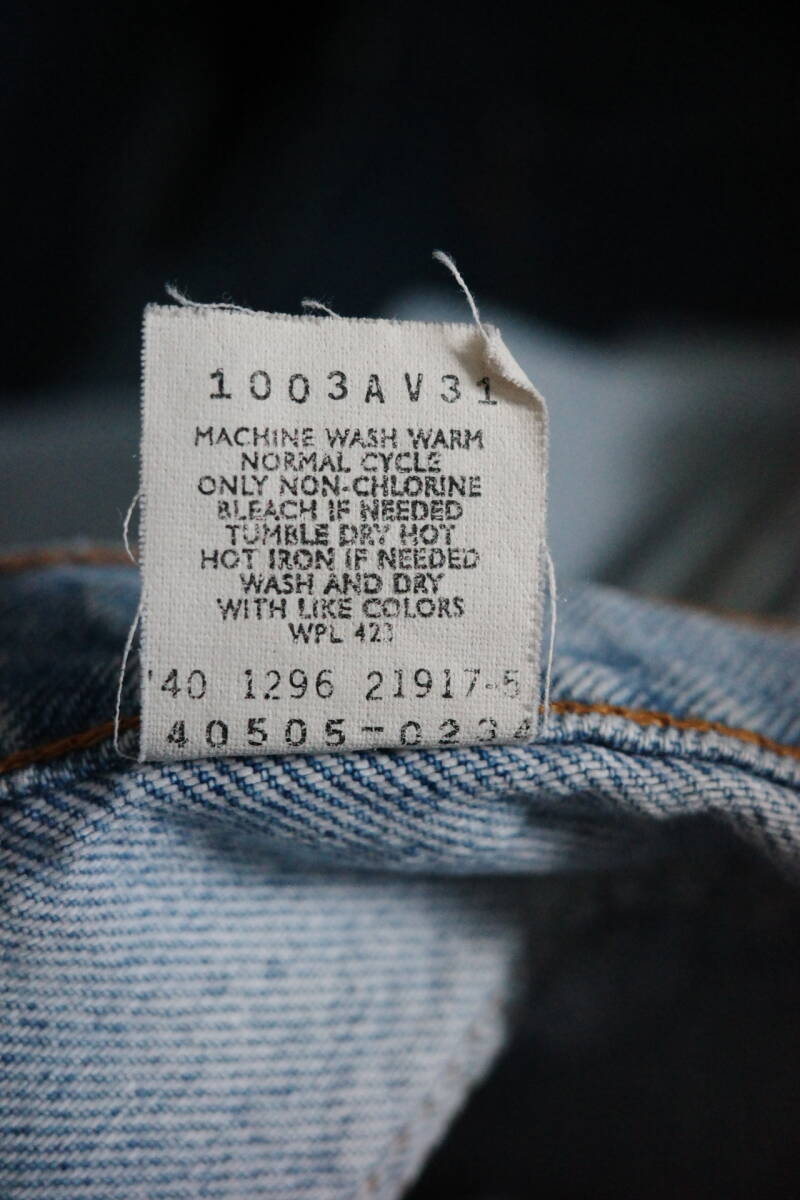 1003AV31
MACHINE WASH WARM
NORMAL CYCLE
ONLY NON-CHLORINE
BLEACH IF NEEDED
TUMBLE DRY HOT
HOT IRON IF NEEDED
WASH AND DRY
WITH LIKE COLORS
WPL 423
'40 1296 21917-5
40505-0234